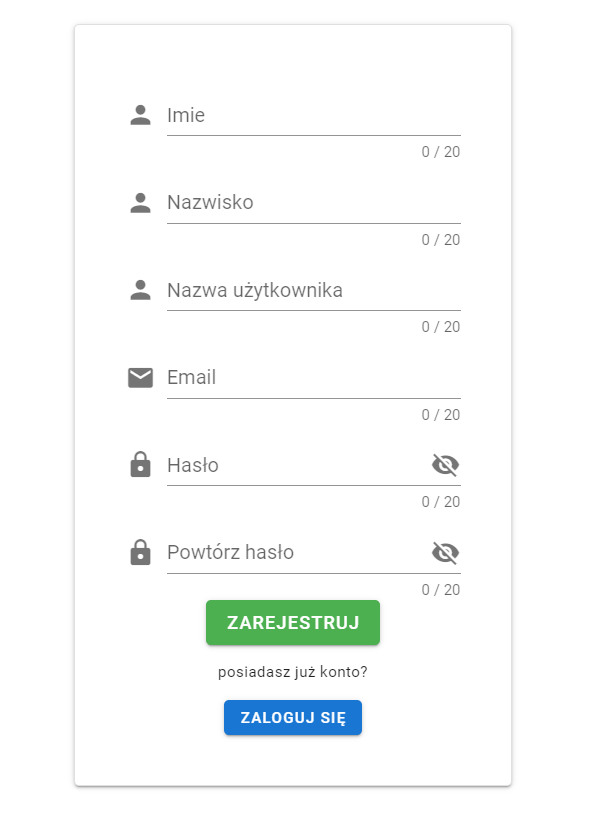 Imie
0 / 20
Nazwisko
0 / 20
Nazwa użytkownika
0 / 20
Email
0 / 20
Hasło
0 / 20
Powtórz hasło
0 / 20
ZAREJESTRUJ
posiadasz już konto?
ZALOGUJ SIĘ